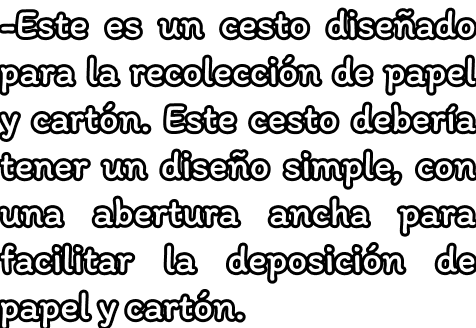 -Este es un cesto diseñado
para la recolección de papel
y cartón. Este cesto debería
tener un diseño simple, con
una abertura ancha para
facilitar la deposición de
papel y cartón.